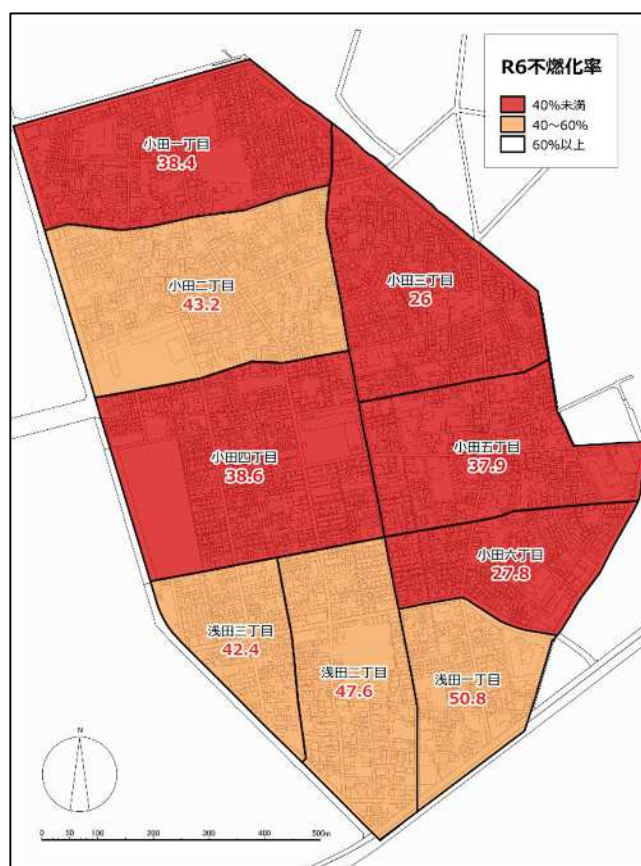 R6不燃化率
40%未満
40~60%
60%以上
小田一丁目
38.4
小田二丁目
43.2
小田三丁目
26
小田四丁目
38.6
小田五丁目
37.9
小田六丁目
27.8
浅田三丁目
42.4
浅田二丁目
47.6
浅田一丁目
50.8
N
0 50 100 200 300 400 500m